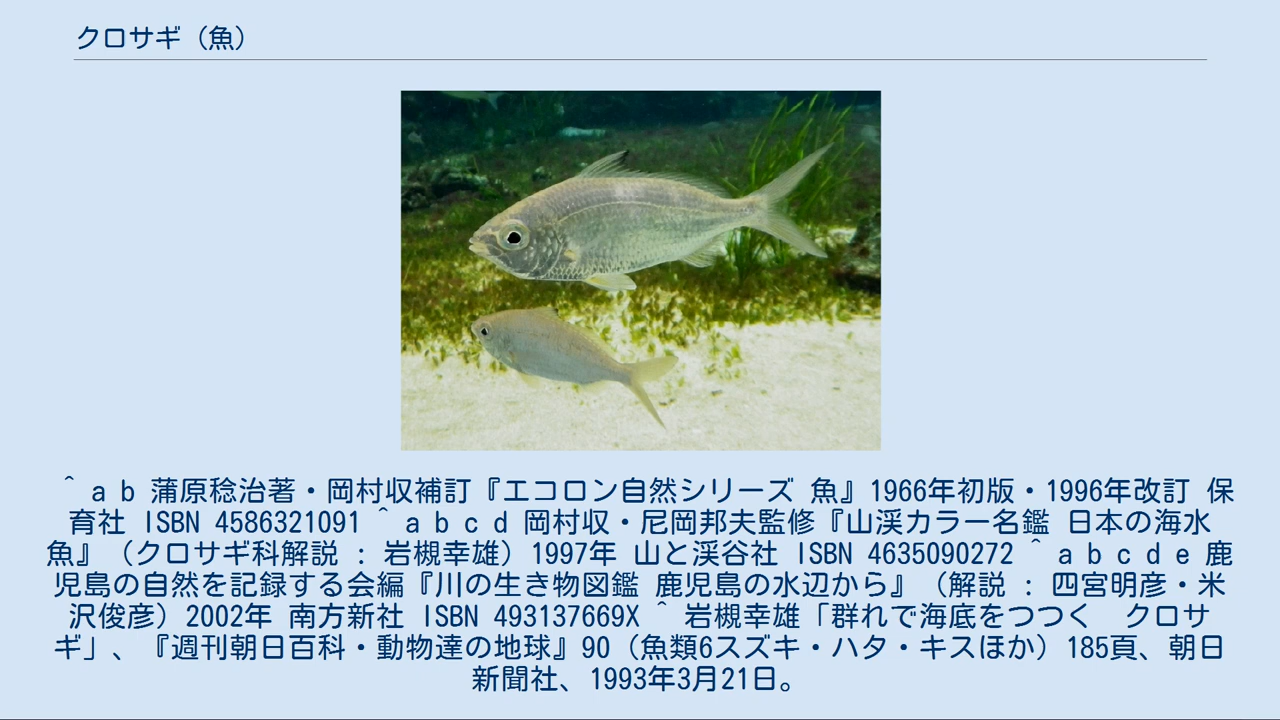 クロサギ（魚）
^ a b 蒲原稔治著・岡村収補訂『エコロン自然シリーズ 魚』1966年初版・1996年改訂 保
育社 ISBN 4586321091 ^ a b c d 岡村収・尼岡邦夫監修『山渓カラー名鑑 日本の海水
魚』（クロサギ科解説 : 岩槻幸雄）1997年 山と渓谷社 ISBN 4635090272 ^ a b c d e 鹿
児島の自然を記録する会編『川の生き物図鑑 鹿児島の水辺から』（解説 : 四宮明彦・米
沢俊彦）2002年 南方新社 ISBN 493137669X ^ 岩槻幸雄「群れで海底をつつく　クロサ
ギ」、『週刊朝日百科・動物達の地球』90（魚類6スズキ・ハタ・キスほか）185頁、朝日
新聞社、1993年3月21日。